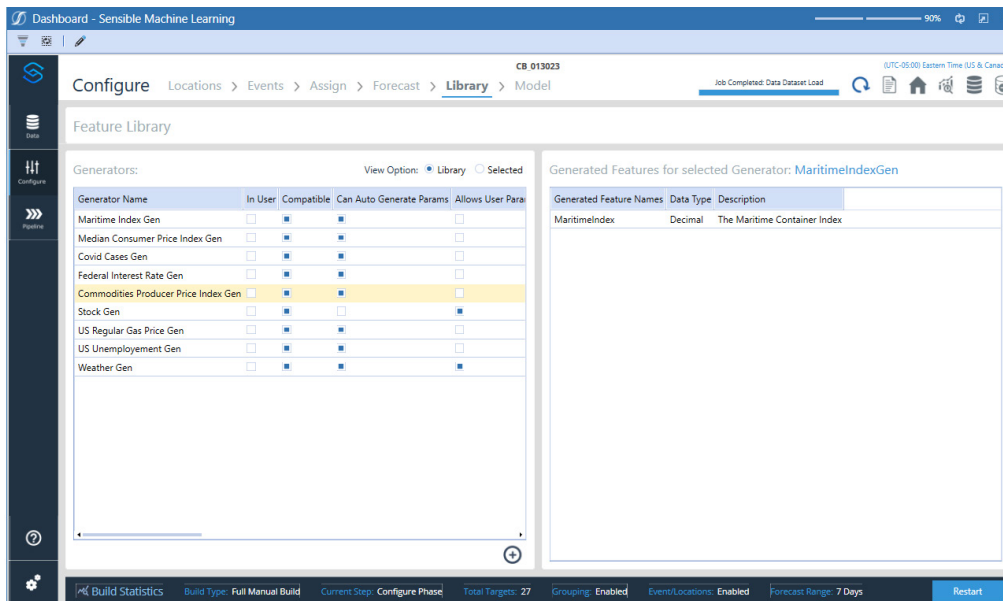 Dashboard - Sensible Machine Learning
90%
CB_013023
(UTC-05:00) Eastern Time (US & Canad
Configure Locations > Events > Assign > Forecast > Library > Model
Job Completed: Data Dataset Load
Data
Configure
Pipeline
Feature Library
Generators:
View Option: Library Selected
Generator Name In User Compatible Can Auto Generate Params Allows User Para
Maritime Index Gen
Median Consumer Price Index Gen
Covid Cases Gen
Federal Interest Rate Gen
Commodities Producer Price Index Gen
Stock Gen
US Regular Gas Price Gen
US Unemployement Gen
Weather Gen
Generated Features for selected Generator: MaritimeIndexGen
Generated Feature Names Data Type Description
MaritimeIndex Decimal The Maritime Container Index
Build Statistics Build Type: Full Manual Build Current Step: Configure Phase Total Targets: 27 Grouping: Enabled Event/Locations: Enabled Forecast Range: 7 Days Restart